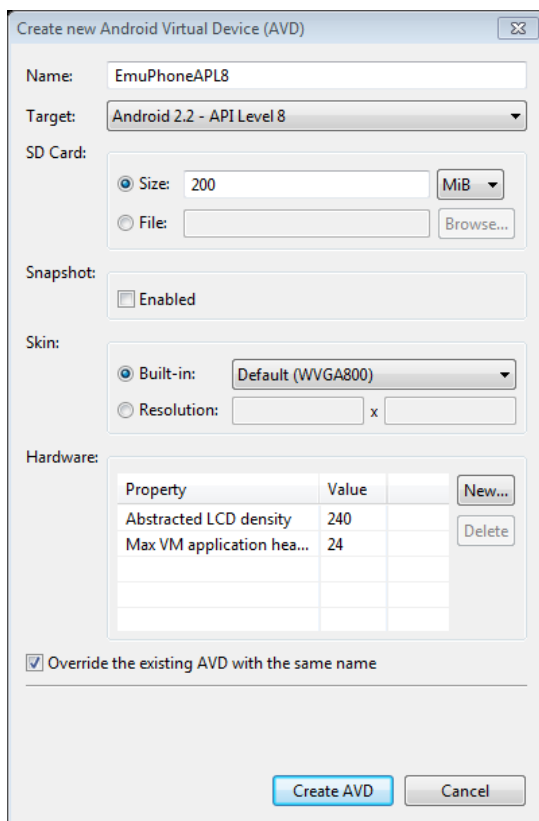 Create new Android Virtual Device (AVD)
Name: EmuPhoneAPL8
Target: Android 2.2 - API Level 8
SD Card:
Size: 200 MiB
File: Browse...
Snapshot:
Enabled
Skin:
Built-in: Default (WVGA800)
Resolution: x
Hardware:
Property Value New...
Abstracted LCD density 240 Delete
Max VM application hea... 24
Override the existing AVD with the same name
Create AVD Cancel